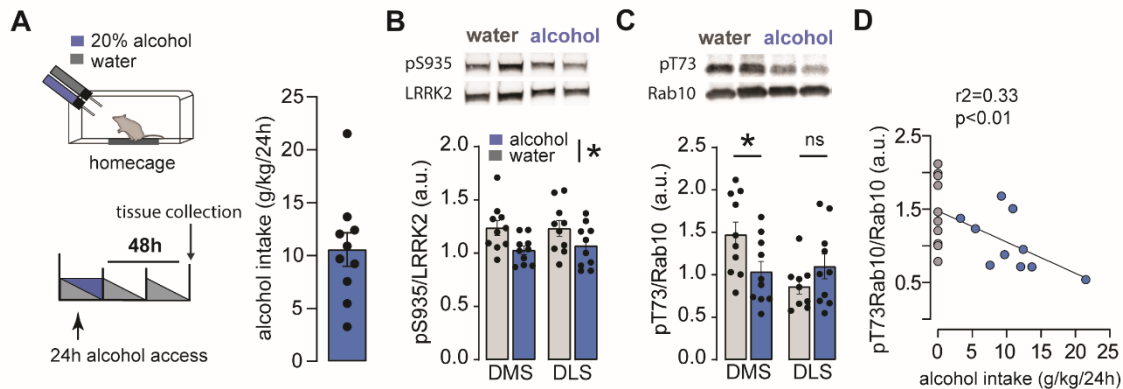 A
20% alcohol
water
homecage
tissue collection
48h
24h alcohol access
alcohol intake (g/kg/24h)
25
20
15
10
5
0
B
water alcohol
pS935
LRRK2
alcohol
water
*
pS935/LRRK2 (a.u.)
2.0
1.5
1.0
0.5
0.0
DMS DLS
C
water alcohol
pT73
Rab10
* ns
pT73/Rab10 (a.u.)
2.5
2.0
1.5
1.0
0.5
0.0
DMS DLS
D
r2=0.33
p<0.01
pT73Rab10/Rab10 (a.u.)
2.5
1.5
1.0
0.0
0 5 10 15 20 25
alcohol intake (g/kg/24h)